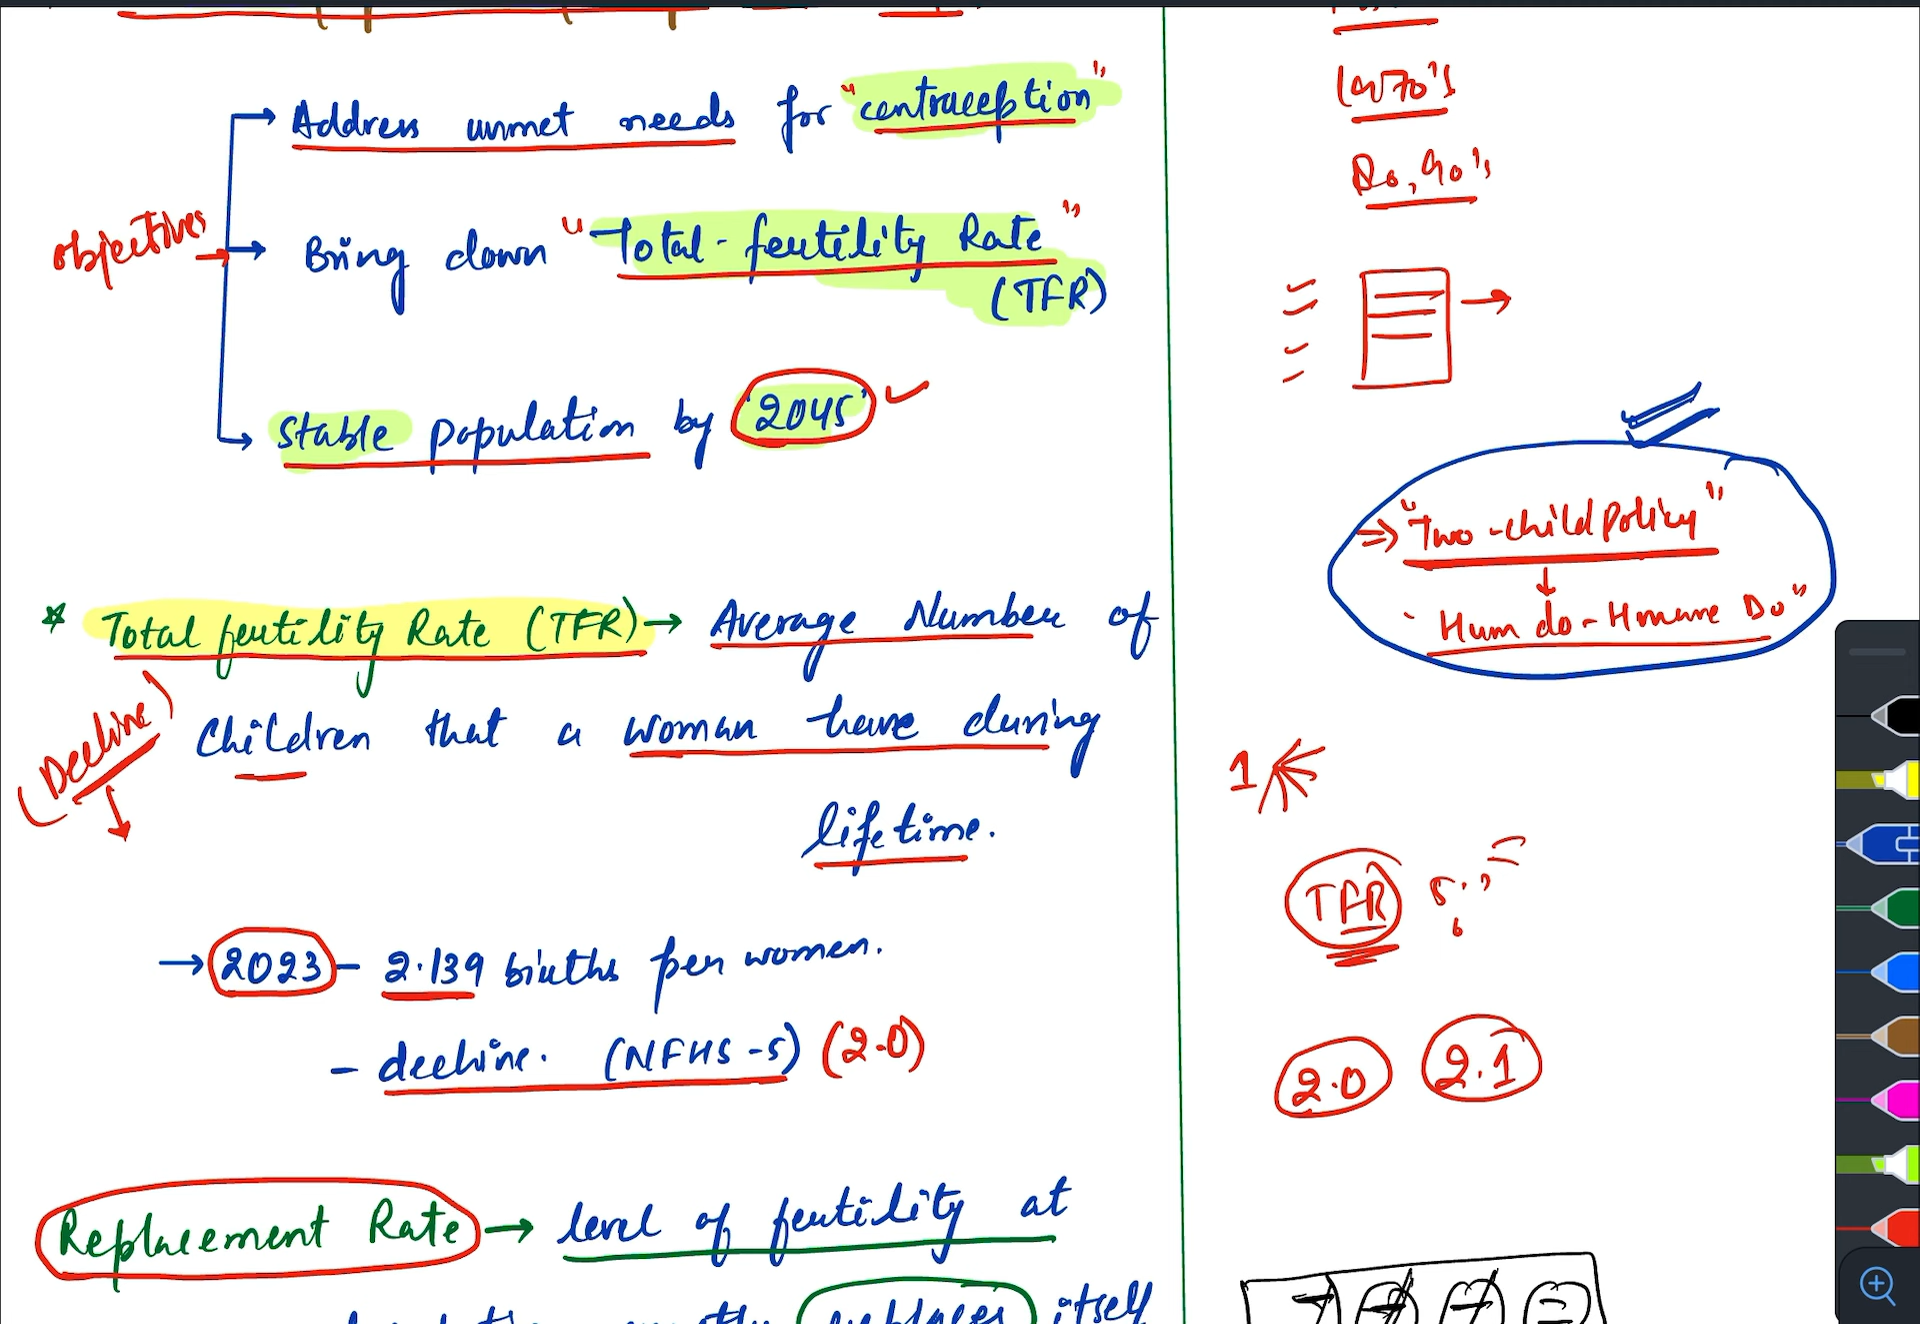 objectives
→ Address unmet needs for "contraception"
→ Bring down "Total-fertility Rate"
(TFR)
→ Stable population by '2045'
* Total fertility Rate (TFR) → Average Number of
(Decline)
Children that a woman have during
lifetime.
→ 2023 - 2.139 births per women.
- decline. (NFHS-5) (2.0)
Replacement Rate → level of fertility at
exactly replaces itself
80, 90's
⇒ "Two-child policy"
"Hum do - Hmare Do"
1
TFR
2.0 2.1